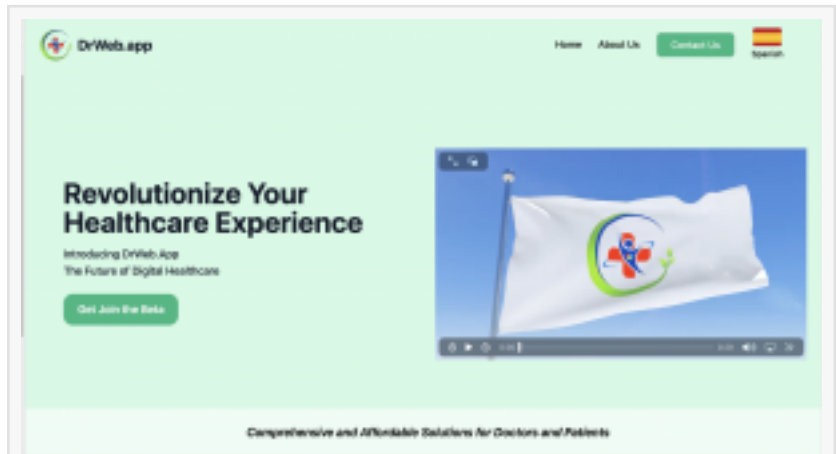 DrWeb.app
Home About Us Contact Us
Spanish
Revolutionize Your
Healthcare Experience
Introducing DrWeb.App
The Future of Digital Healthcare
Get Join the Beta
Comprehensive and Affordable Solutions for Doctors and Patients